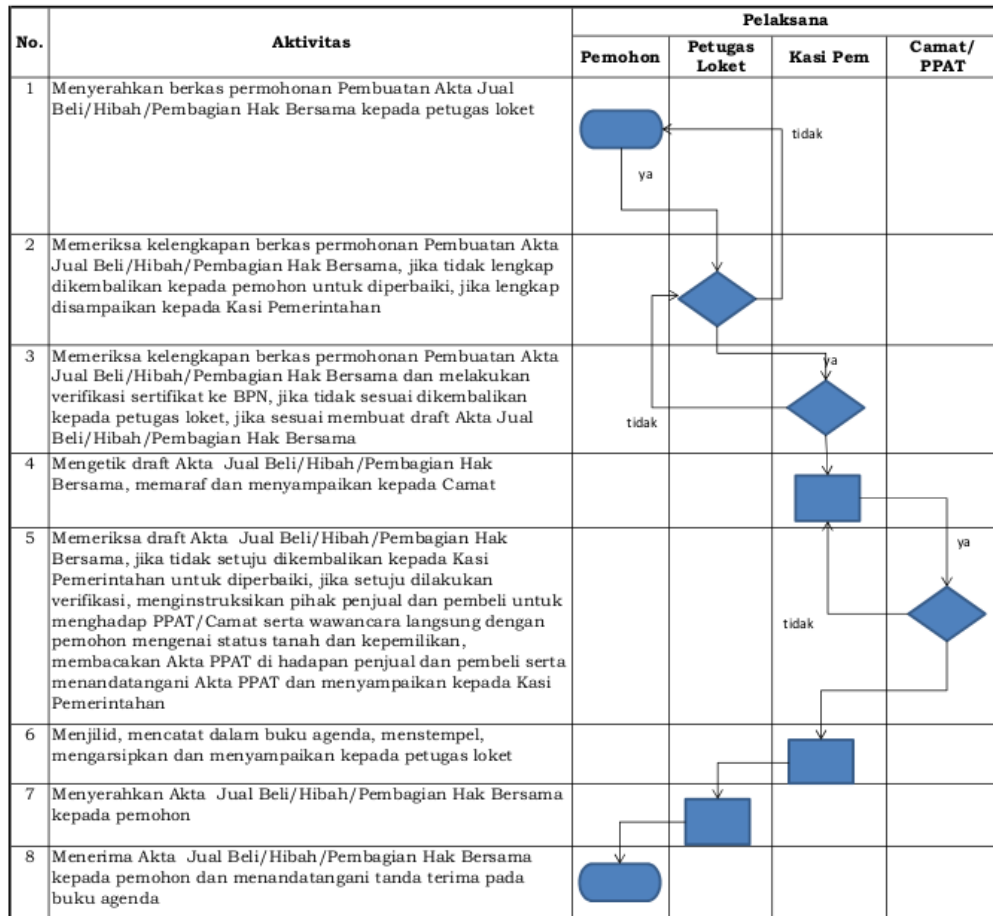 No.
Aktivitas
Pelaksana
Pemohon
Petugas
Loket
Kasi Pem
Camat/
PPAT
1
Menyerahkan berkas permohonan Pembuatan Akta Jual
Beli/Hibah/Pembagian Hak Bersama kepada petugas loket
tidak
ya
2
Memeriksa kelengkapan berkas permohonan Pembuatan Akta
Jual Beli/Hibah/Pembagian Hak Bersama, jika tidak lengkap
dikembalikan kepada pemohon untuk diperbaiki, jika lengkap
disampaikan kepada Kasi Pemerintahan
3
Memeriksa kelengkapan berkas permohonan Pembuatan Akta
Jual Beli/Hibah/Pembagian Hak Bersama dan melakukan
verifikasi sertifikat ke BPN, jika tidak sesuai dikembalikan
kepada petugas loket, jika sesuai membuat draft Akta Jual
Beli/Hibah/Pembagian Hak Bersama
ya
tidak
4
Mengetik draft Akta Jual Beli/Hibah/Pembagian Hak
Bersama, memaraf dan menyampaikan kepada Camat
5
Memeriksa draft Akta Jual Beli/Hibah/Pembagian Hak
Bersama, jika tidak setuju dikembalikan kepada Kasi
Pemerintahan untuk diperbaiki, jika setuju dilakukan
verifikasi, menginstruksikan pihak penjual dan pembeli untuk
menghadap PPAT/Camat serta wawancara langsung dengan
pemohon mengenai status tanah dan kepemilikan,
membacakan Akta PPAT di hadapan penjual dan pembeli serta
menandatangani Akta PPAT dan menyampaikan kepada Kasi
Pemerintahan
ya
tidak
6
Menjilid, mencatat dalam buku agenda, menstempel,
mengarsipkan dan menyampaikan kepada petugas loket
7
Menyerahkan Akta Jual Beli/Hibah/Pembagian Hak Bersama
kepada pemohon
8
Menerima Akta Jual Beli/Hibah/Pembagian Hak Bersama
kepada pemohon dan menandatangani tanda terima pada
buku agenda